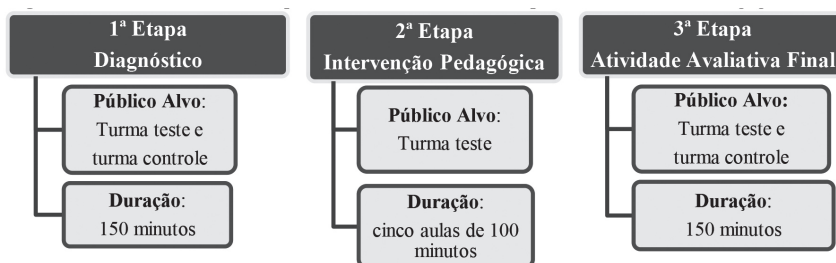 1ª Etapa
Diagnóstico
Público Alvo:
Turma teste e
turma controle
Duração:
150 minutos
2ª Etapa
Intervenção Pedagógica
Público Alvo:
Turma teste
Duração:
cinco aulas de 100
minutos
3ª Etapa
Atividade Avaliativa Final
Público Alvo:
Turma teste e
turma controle
Duração:
150 minutos